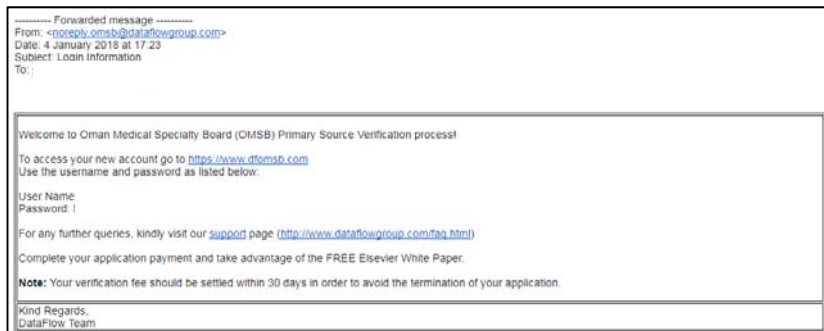 ---------- Forwarded message ----------
From: <noreply.omsb@dataflowgroup.com>
Date: 4 January 2018 at 17:23
Subject: Login Information
To:
Welcome to Oman Medical Specialty Board (OMSB) Primary Source Verification process!
To access your new account go to https://www.dfomsb.com
Use the username and password as listed below:
User Name
Password:
For any further queries, kindly visit our support page (http://www.dataflowgroup.com/faq.html)
Complete your application payment and take advantage of the FREE Elsevier White Paper.
Note: Your verification fee should be settled within 30 days in order to avoid the termination of your application.
Kind Regards,
DataFlow Team